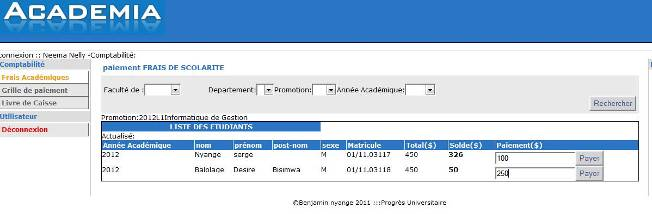 ACADEMIA
onnexion :: Neema Nelly -Comptabilité:
Comptabilité
Frais Académiques
Grille de paiement
Livre de Caisse
Utilisateur
Déconnexion
paiement FRAIS DE SCOLARITE
Faculté de : Departement: Promotion: Année Académique:
Rechercher
Promotion:2012L1Informatique de Gestion
LISTE DES ETUDIANTS
Actualisé:
Année Académique nom prénom post-nom sexe Matricule Total($) Solde($) Paiement($)
2012 Nyange sarge M 01/11.03117 450 326 100 Payer
2012 Balolage Desire Bisimwa M 01/11.03118 450 50 250 Payer
©Benjamin nyange 2011 :::Progrès Universitaire